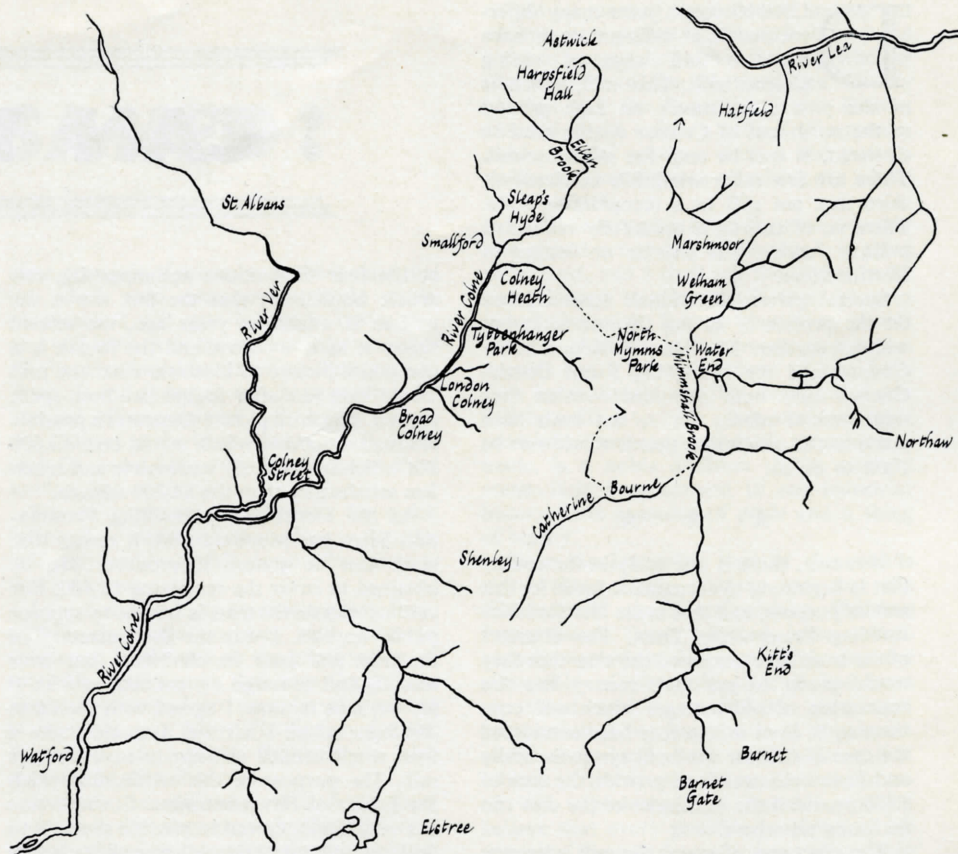 River Lea
Astwick
Harpsfield
Hall
Hatfield
Ellen
Brook
St. Albans
Sleap's
Hyde
Smallford
Marshmoor
Colney
Heath
Welham
Green
River Ver
River Colne
Tyttenhanger
Park
North
Mymms
Park
Water
End
Mimmshall Brook
London
Colney
Broad
Colney
Northaw
Colney
Street
Catherine Bourne
Shenley
River Colne
Kitt's
End
Watford
Barnet
Barnet
Gate
Elstree